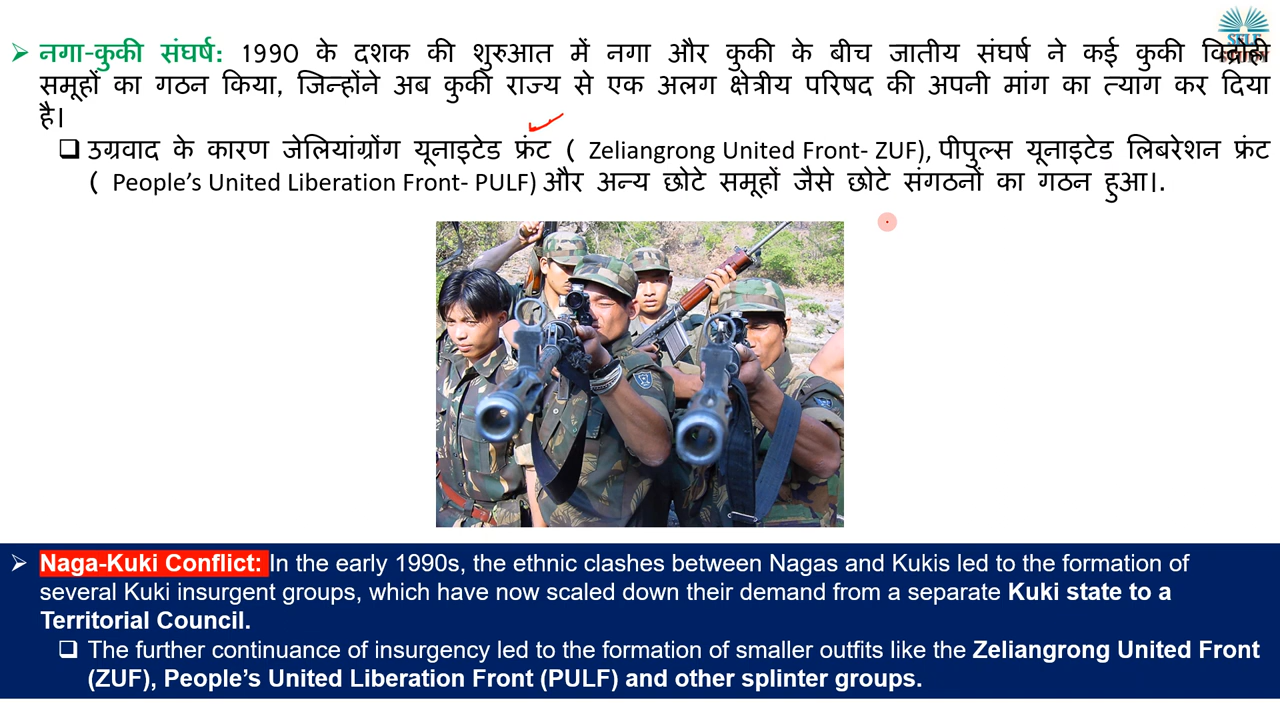 ➢ नगा-कुकी संघर्ष: 1990 के दशक की शुरुआत में नगा और कुकी के बीच जातीय संघर्ष ने कई कुकी विद्रोही
समूहों का गठन किया, जिन्होंने अब कुकी राज्य से एक अलग क्षेत्रीय परिषद की अपनी मांग का त्याग कर दिया
है।
❑ उग्रवाद के कारण जेलियांग्रोंग यूनाइटेड फ्रंट ( Zeliangrong United Front- ZUF), पीपुल्स यूनाइटेड लिबरेशन फ्रंट
( People’s United Liberation Front- PULF) और अन्य छोटे समूहों जैसे छोटे संगठनों का गठन हुआ।.
➢ Naga-Kuki Conflict: In the early 1990s, the ethnic clashes between Nagas and Kukis led to the formation of
several Kuki insurgent groups, which have now scaled down their demand from a separate Kuki state to a
Territorial Council.
❑ The further continuance of insurgency led to the formation of smaller outfits like the Zeliangrong United Front
(ZUF), People’s United Liberation Front (PULF) and other splinter groups.